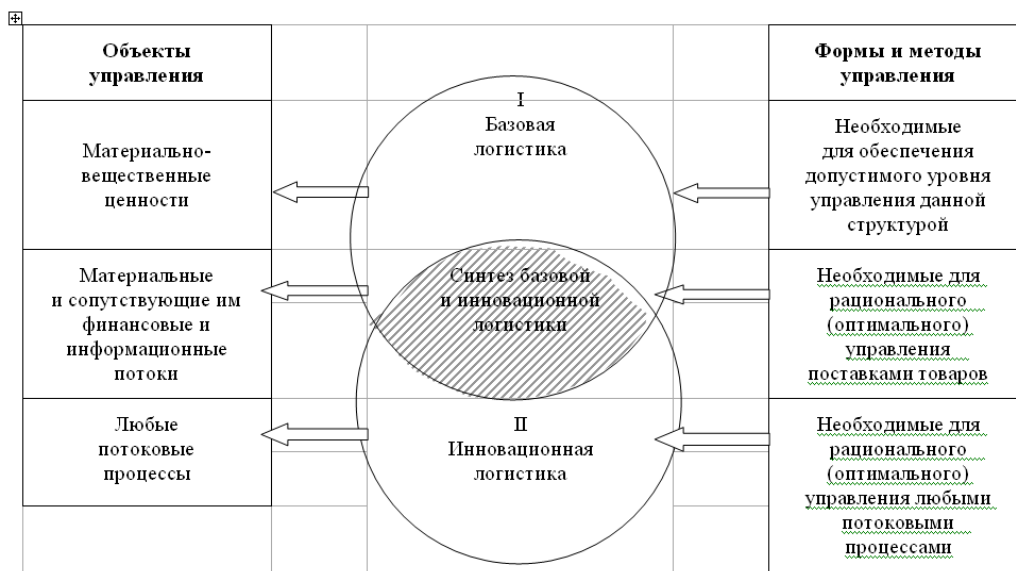 Объекты
управления
Материально-
вещественные
ценности
Материальные
и сопутствующие им
финансовые и
информационные
потоки
Любые
потоковые
процессы
I
Базовая
логистика
Синтез базовой
и инновационной
логистики
II
Инновационная
логистика
Формы и методы
управления
Необходимые
для обеспечения
допустимого уровня
управления данной
структурой
Необходимые для
рационального
(оптимального)
управления
поставками товаров
Необходимые для
рационального
(оптимального)
управления любыми
потоковыми
процессами